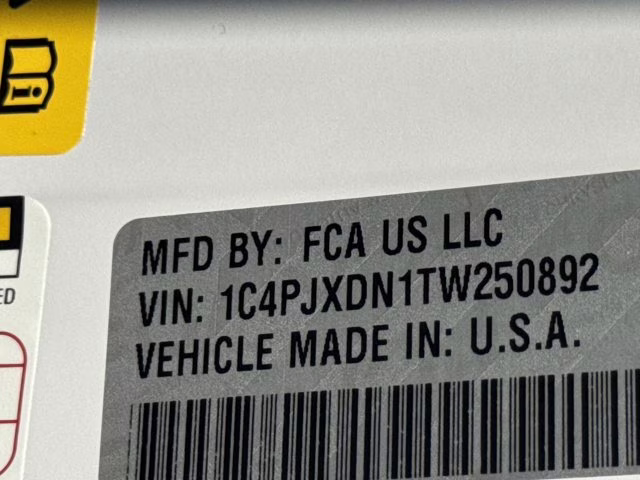 MFD BY: FCA US LLC
VIN: 1C4PJXDN1TW250892
VEHICLE MADE IN: U.S.A.